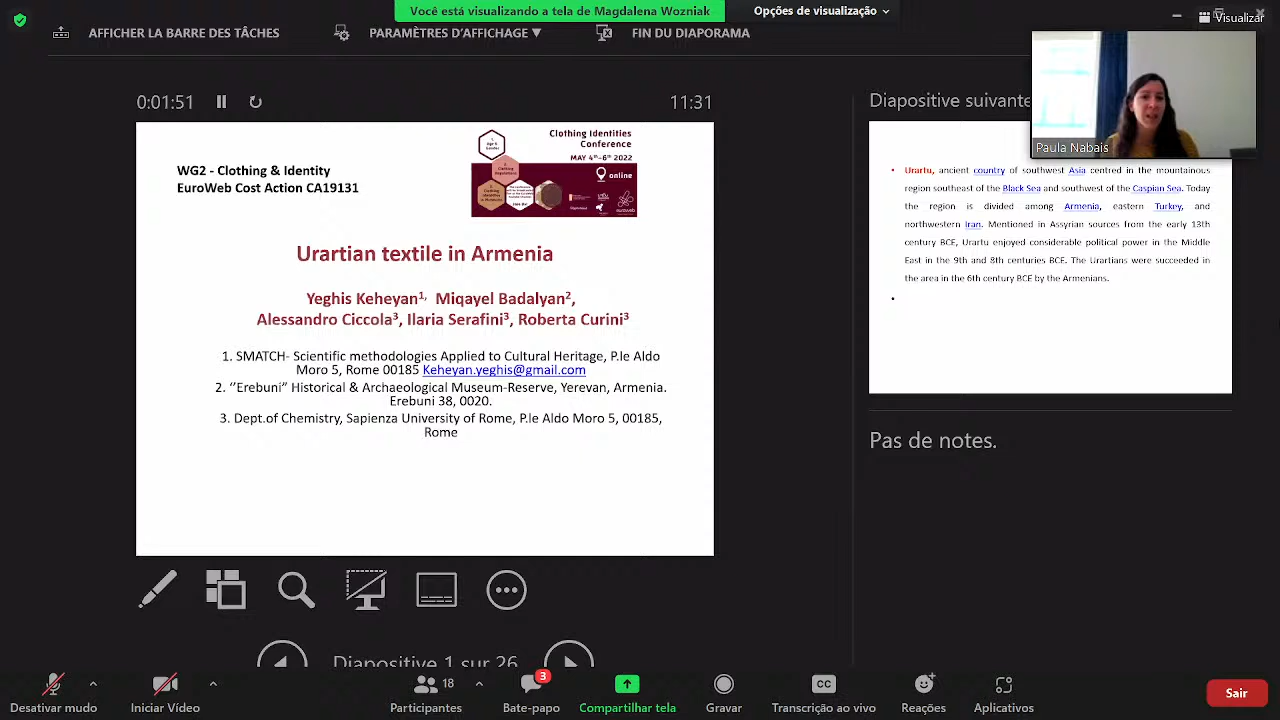 Você está visualizando a tela de Magdalena Wozniak
Opções de visualização
Visualizar
AFFICHER LA BARRE DES TÂCHES
PARAMÈTRES D'AFFICHAGE ▼
FIN DU DIAPORAMA
0:01:51
11:31
Diapositive suivante
Paula Nabais
WG2 - Clothing & Identity
EuroWeb Cost Action CA19131
Clothing Identities
Conference
MAY 4th-6th 2022
online
Urartian textile in Armenia
Yeghis Keheyan1, Miqayel Badalyan2,
Alessandro Ciccola3, Ilaria Serafini3, Roberta Curini3
1. SMATCH- Scientific methodologies Applied to Cultural Heritage, P.le Aldo
Moro 5, Rome 00185 Keheyan.yeghis@gmail.com
2. ‘’Erebuni” Historical & Archaeological Museum-Reserve, Yerevan, Armenia.
Erebuni 38, 0020.
3. Dept.of Chemistry, Sapienza University of Rome, P.le Aldo Moro 5, 00185,
Rome
• Urartu, ancient country of southwest Asia centred in the mountainous
region southeast of the Black Sea and southwest of the Caspian Sea. Today
the region is divided among Armenia, eastern Turkey, and
northwestern Iran. Mentioned in Assyrian sources from the early 13th
century BCE, Urartu enjoyed considerable political power in the Middle
East in the 9th and 8th centuries BCE. The Urartians were succeeded in
the area in the 6th century BCE by the Armenians.
•
Pas de notes.
Diapositive 1 sur 26
Desativar mudo
Iniciar Vídeo
18
Participantes
3
Bate-papo
Compartilhar tela
Gravar
CC
Transcrição ao vivo
Reações
Aplicativos
Sair